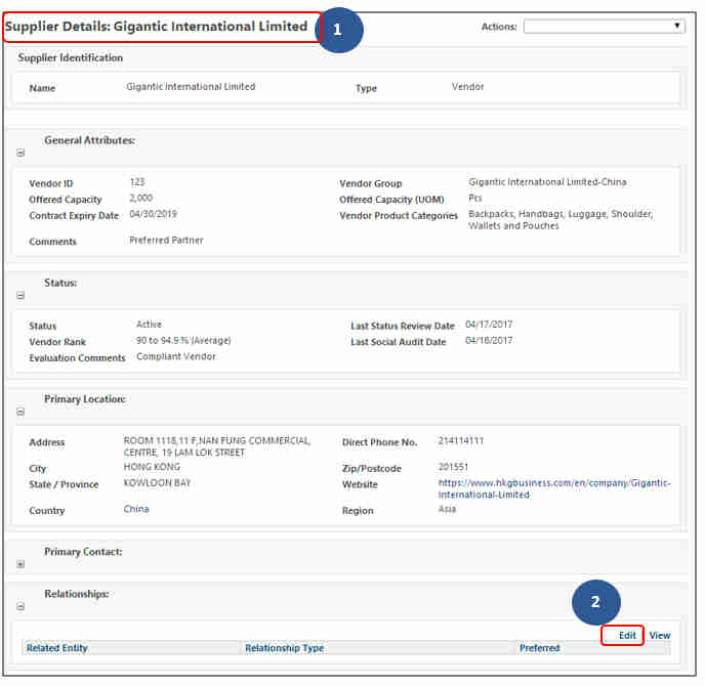 Supplier Details: Gigantic International Limited
1
Actions:
Supplier Identification
Name Gigantic International Limited Type Vendor
General Attributes:
Vendor ID 123 Vendor Group Gigantic International Limited-China
Offered Capacity 2,000 Offered Capacity (UOM) Pcs
Contract Expiry Date 04/30/2019 Vendor Product Categories Backpacks, Handbags, Luggage, Shoulder,
Wallets and Pouches
Comments Preferred Partner
Status:
Status Active Last Status Review Date 04/17/2017
Vendor Rank 90 to 94.9 % (Average) Last Social Audit Date 04/18/2017
Evaluation Comments Compliant Vendor
Primary Location:
Address ROOM 1118,11 F,NAN FUNG COMMERCIAL, Direct Phone No. 214114111
CENTRE, 19 LAM LOK STREET
City HONG KONG Zip/Postcode 201551
State / Province KOWLOON BAY Website https://www.hkgbusiness.com/en/company/Gigantic-
International-Limited
Country China Region Asia
Primary Contact:
Relationships:
2
Edit View
Related Entity Relationship Type Preferred